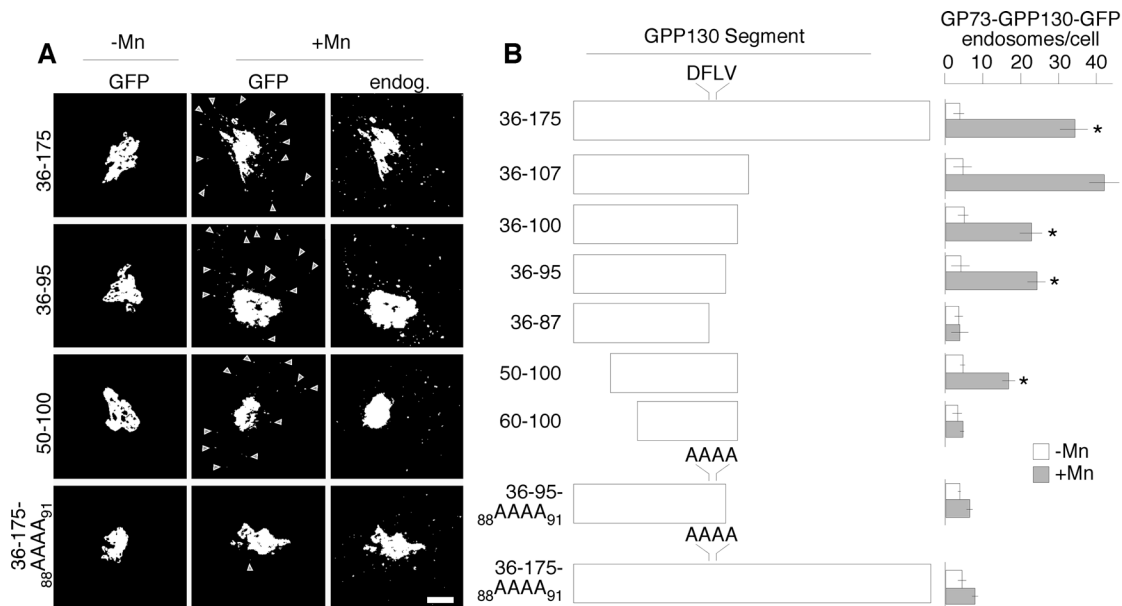 A
-Mn
+Mn
GFP
GFP
endog.
36-175
36-95
50-100
36-175-
88AAAA91
B
GPP130 Segment
DFLV
GP73-GPP130-GFP
endosomes/cell
0 10 20 30 40
36-175
*
36-107
36-100
*
36-95
*
36-87
50-100
*
60-100
-Mn
+Mn
AAAA
36-95-
88AAAA91
AAAA
36-175-
88AAAA91